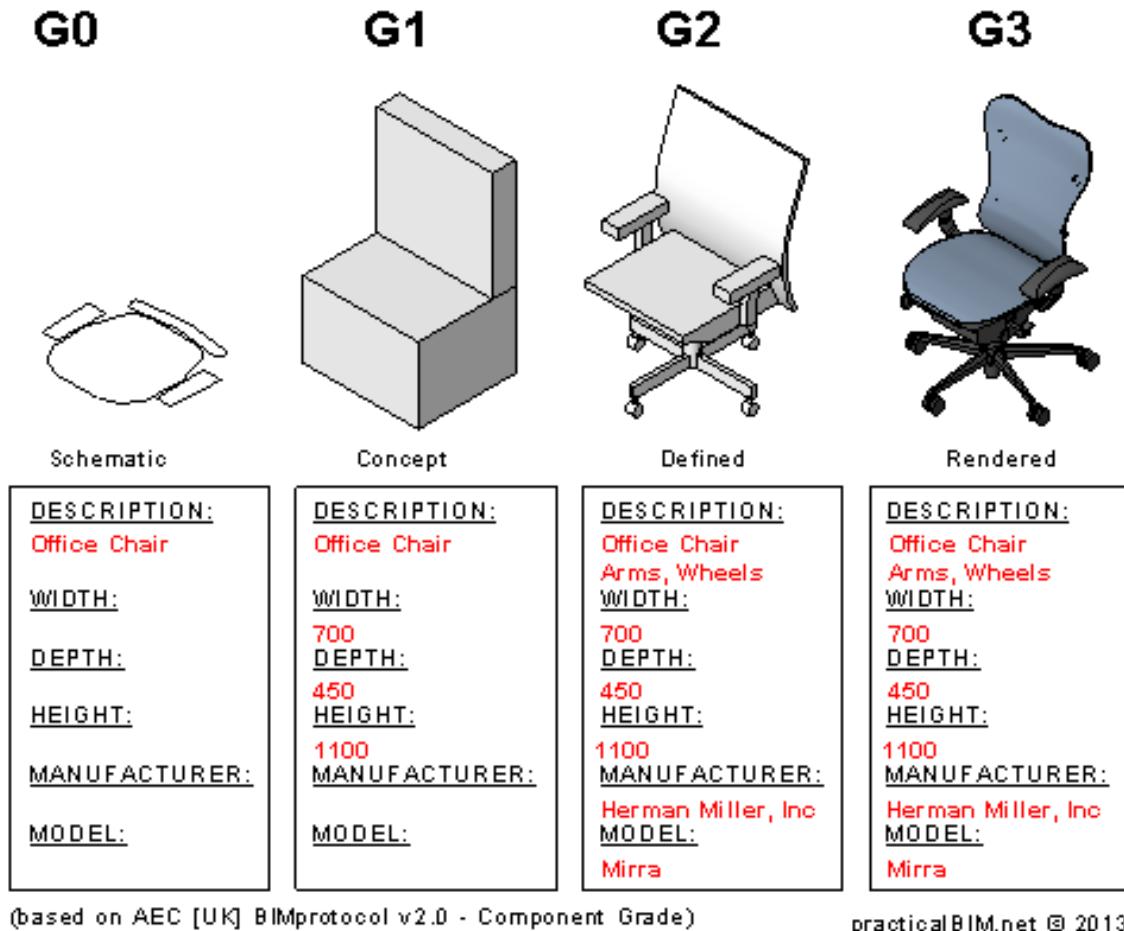 G0 G1 G2 G3
Schematic Concept Defined Rendered
DESCRIPTION:
Office Chair
WIDTH:
DEPTH:
HEIGHT:
MANUFACTURER:
MODEL:
DESCRIPTION:
Office Chair
WIDTH:
700
DEPTH:
450
HEIGHT:
1100
MANUFACTURER:
MODEL:
DESCRIPTION:
Office Chair
Arms, Wheels
WIDTH:
700
DEPTH:
450
HEIGHT:
1100
MANUFACTURER:
Herman Miller, Inc
MODEL:
Mirra
DESCRIPTION:
Office Chair
Arms, Wheels
WIDTH:
700
DEPTH:
450
HEIGHT:
1100
MANUFACTURER:
Herman Miller, Inc
MODEL:
Mirra
(based on AEC [UK] BIMprotocol v2.0 - Component Grade)
practicalBIM.net © 2013